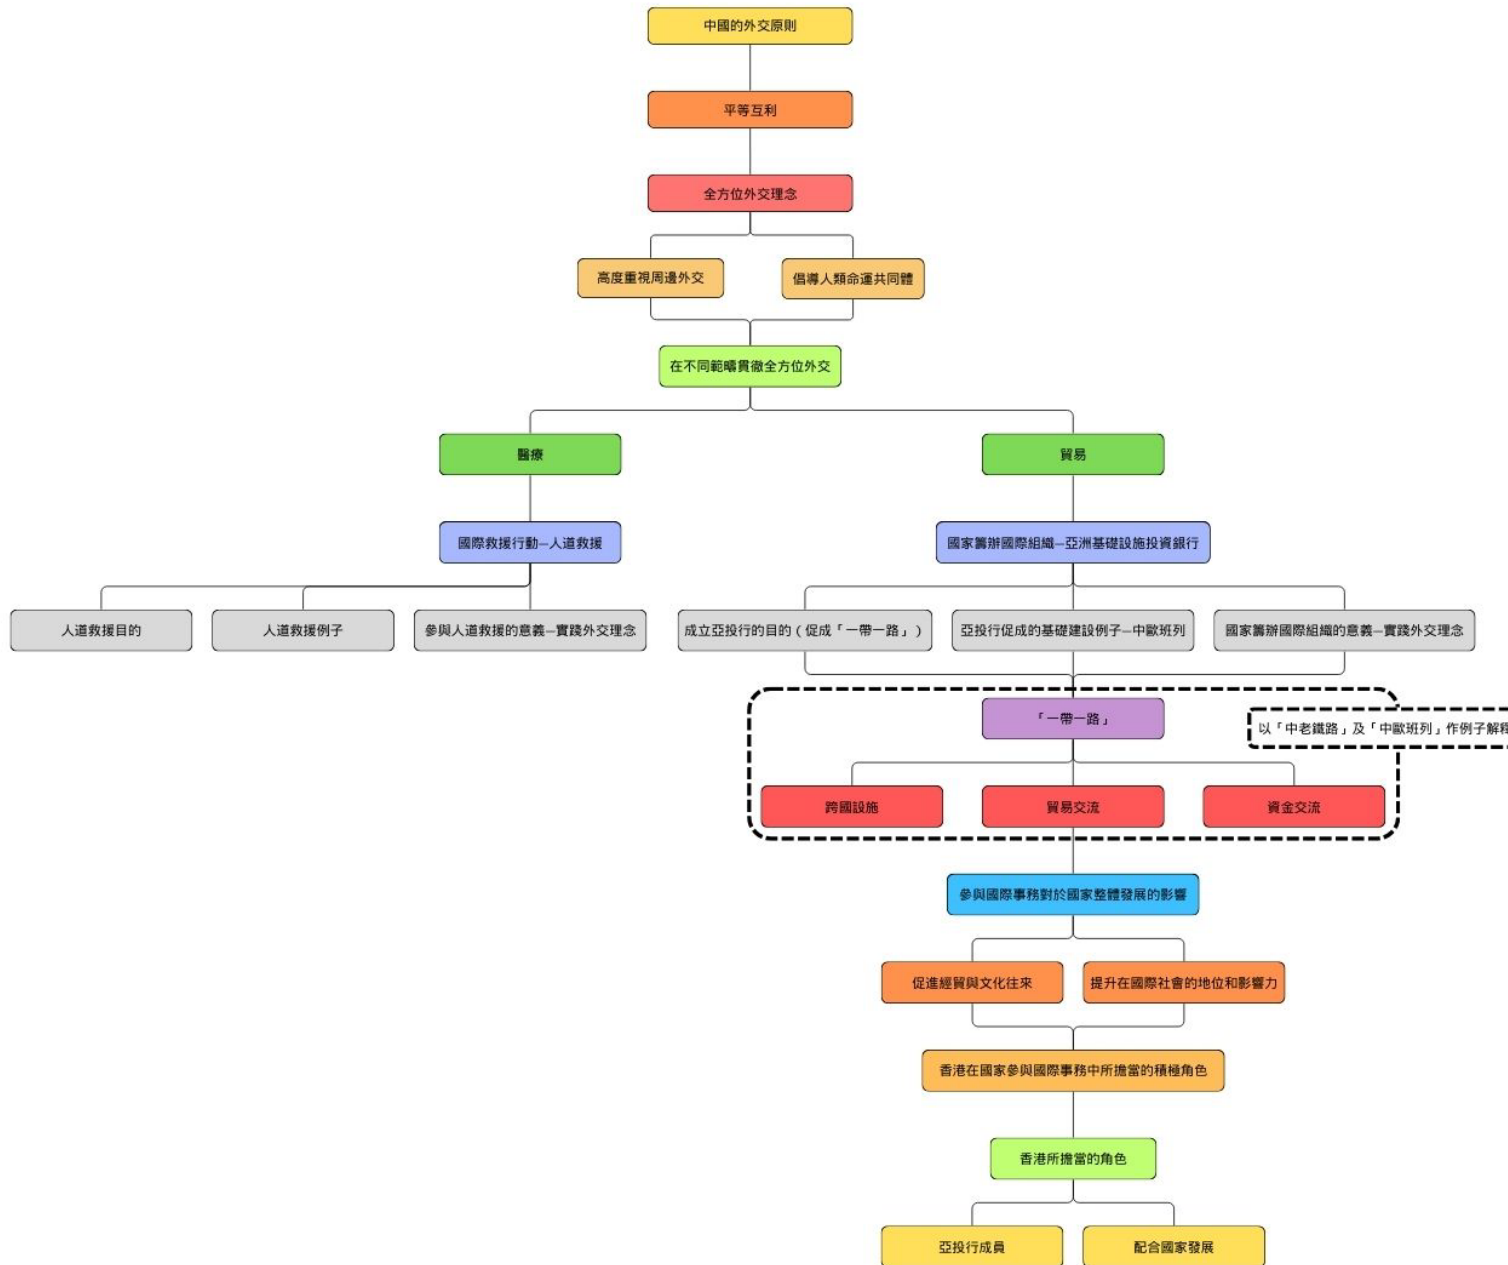 中國的外交原則
平等互利
全方位外交理念
高度重視周邊外交
倡導人類命運共同體
在不同範疇貫徹全方位外交
醫療
貿易
國際救援行動—人道救援
國家籌辦國際組織—亞洲基礎設施投資銀行
人道救援目的
人道救援例子
參與人道救援的意義—實踐外交理念
成立亞投行的目的（促成「一帶一路」）
亞投行促成的基礎建設例子—中歐班列
國家籌辦國際組織的意義—實踐外交理念
「一帶一路」
以「中老鐵路」及「中歐班列」作例子解釋
跨國設施
貿易交流
資金交流
參與國際事務對於國家整體發展的影響
促進經貿與文化往來
提升在國際社會的地位和影響力
香港在國家參與國際事務中所擔當的積極角色
香港所擔當的角色
亞投行成員
配合國家發展